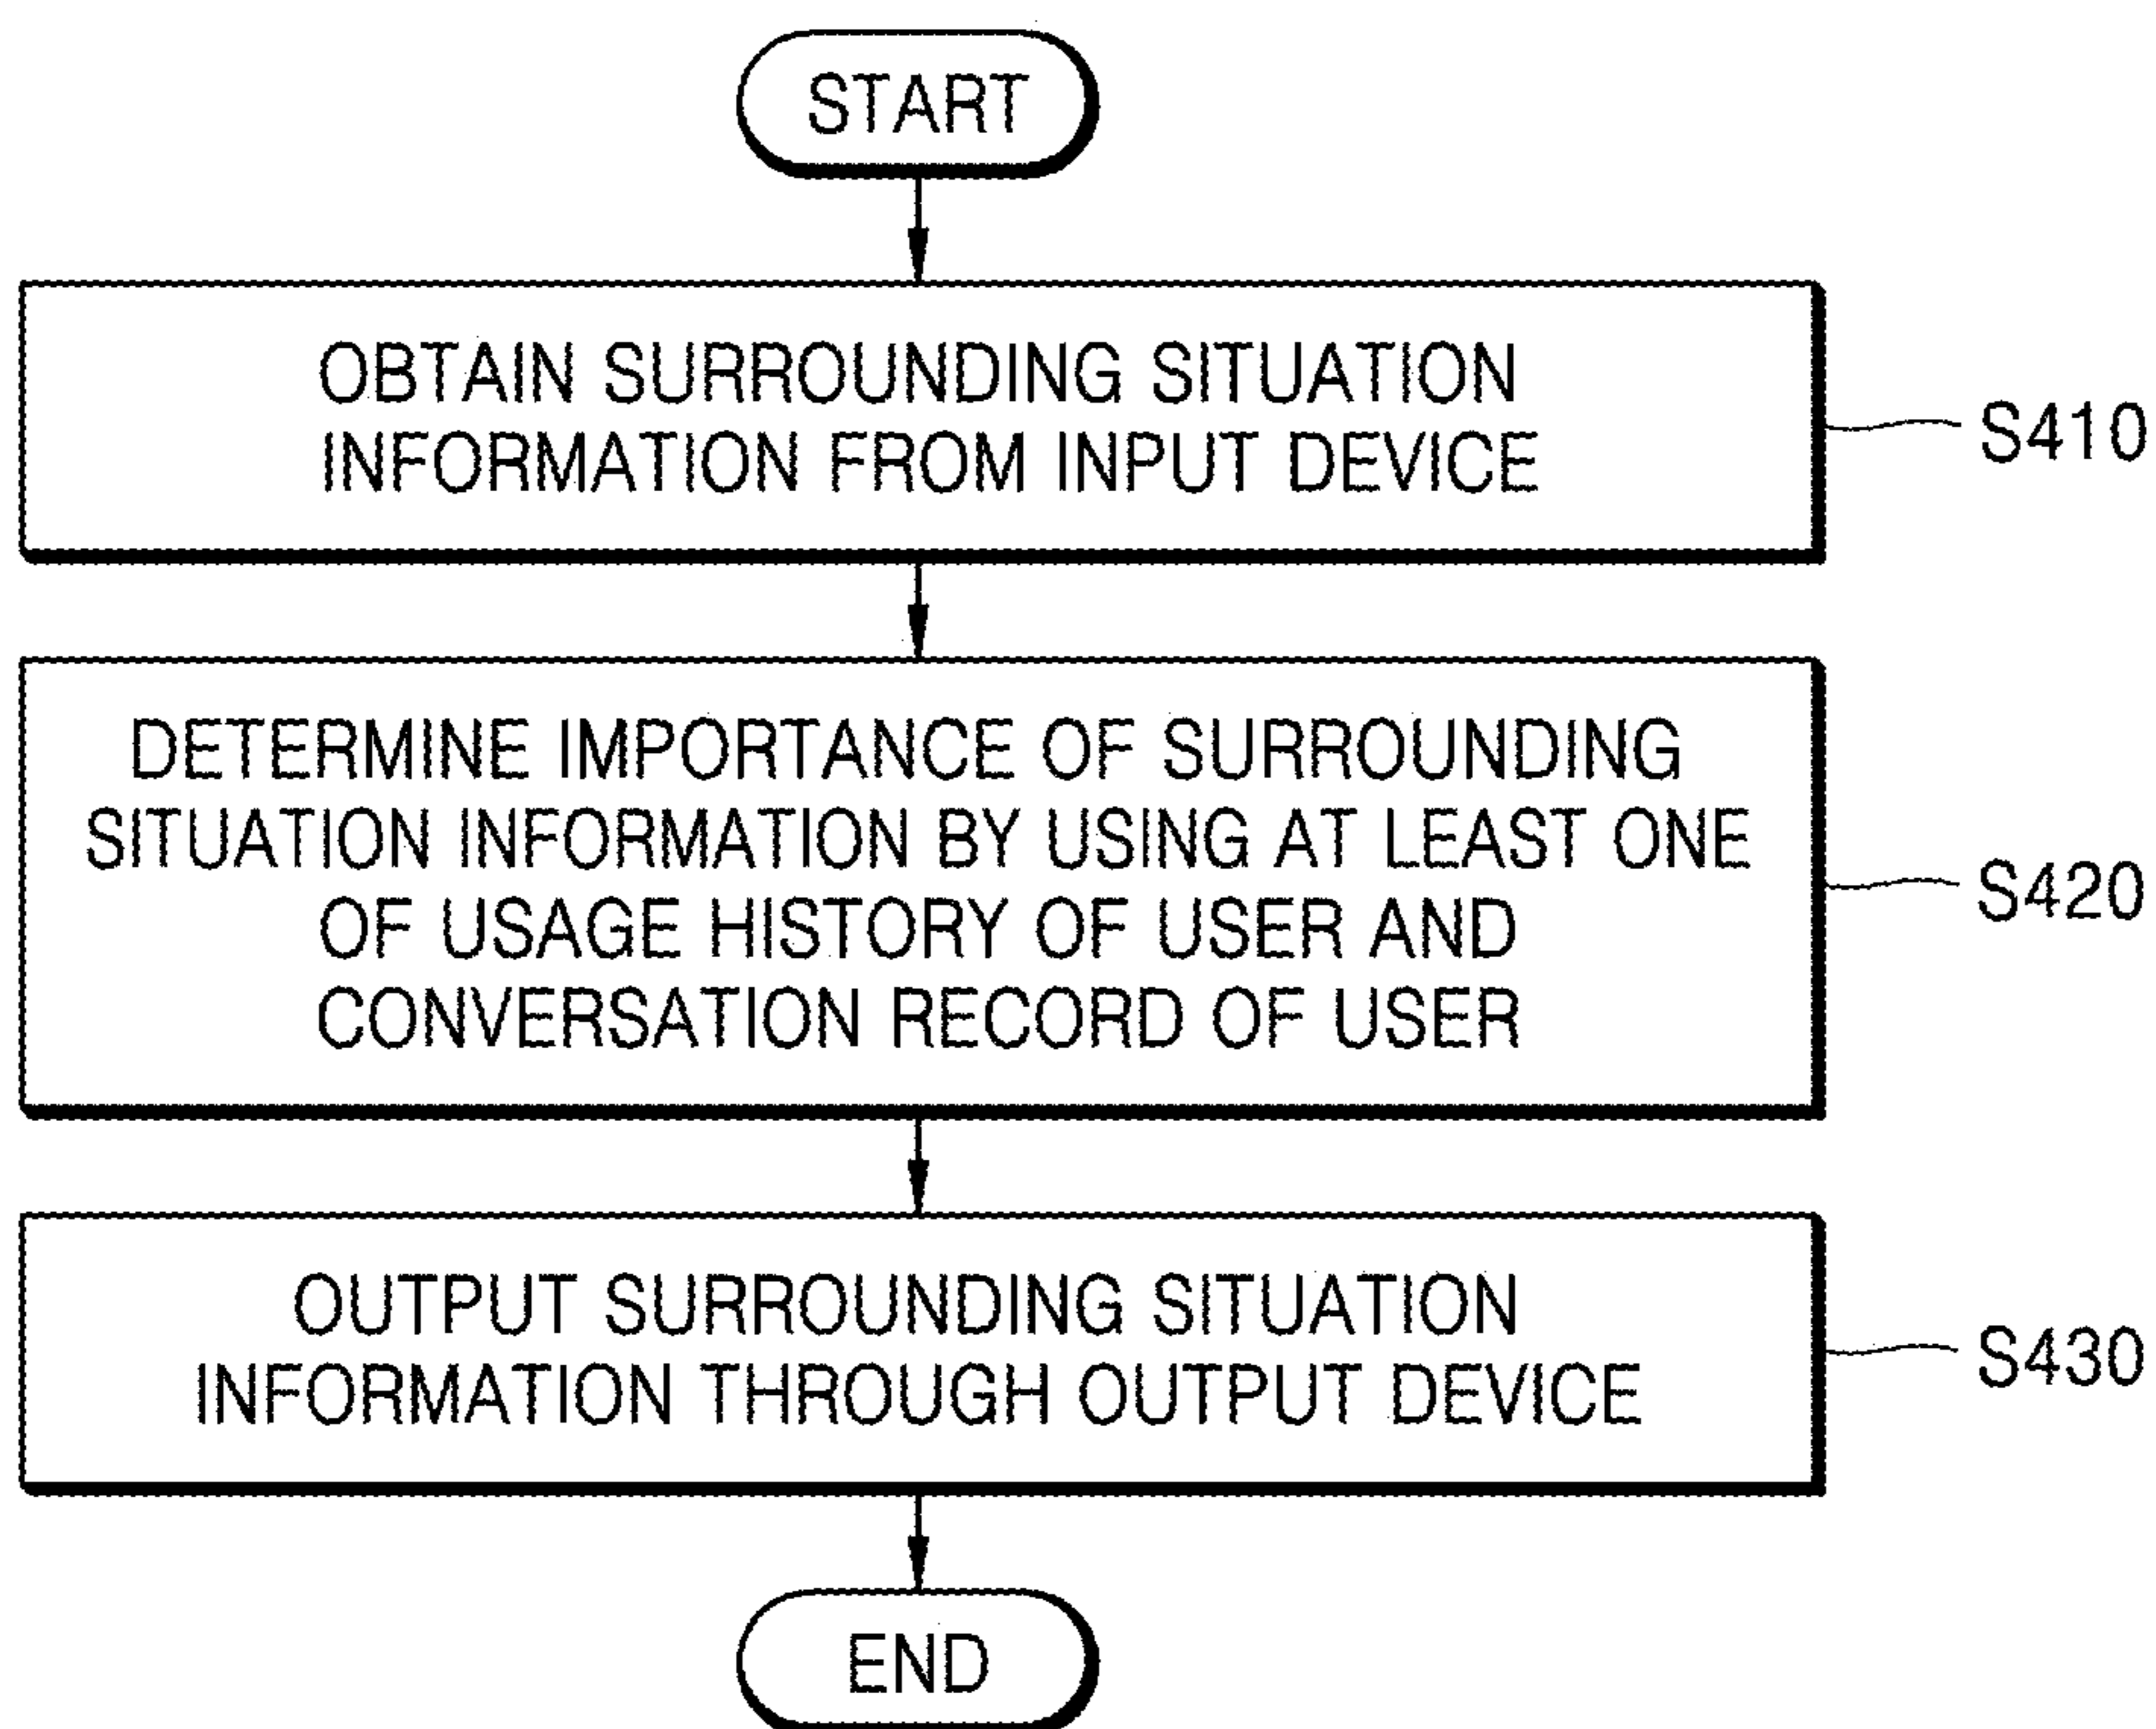 START
OBTAIN SURROUNDING SITUATION
INFORMATION FROM INPUT DEVICE
S410
DETERMINE IMPORTANCE OF SURROUNDING
SITUATION INFORMATION BY USING AT LEAST ONE
OF USAGE HISTORY OF USER AND
CONVERSATION RECORD OF USER
S420
OUTPUT SURROUNDING SITUATION
INFORMATION THROUGH OUTPUT DEVICE
S430
END